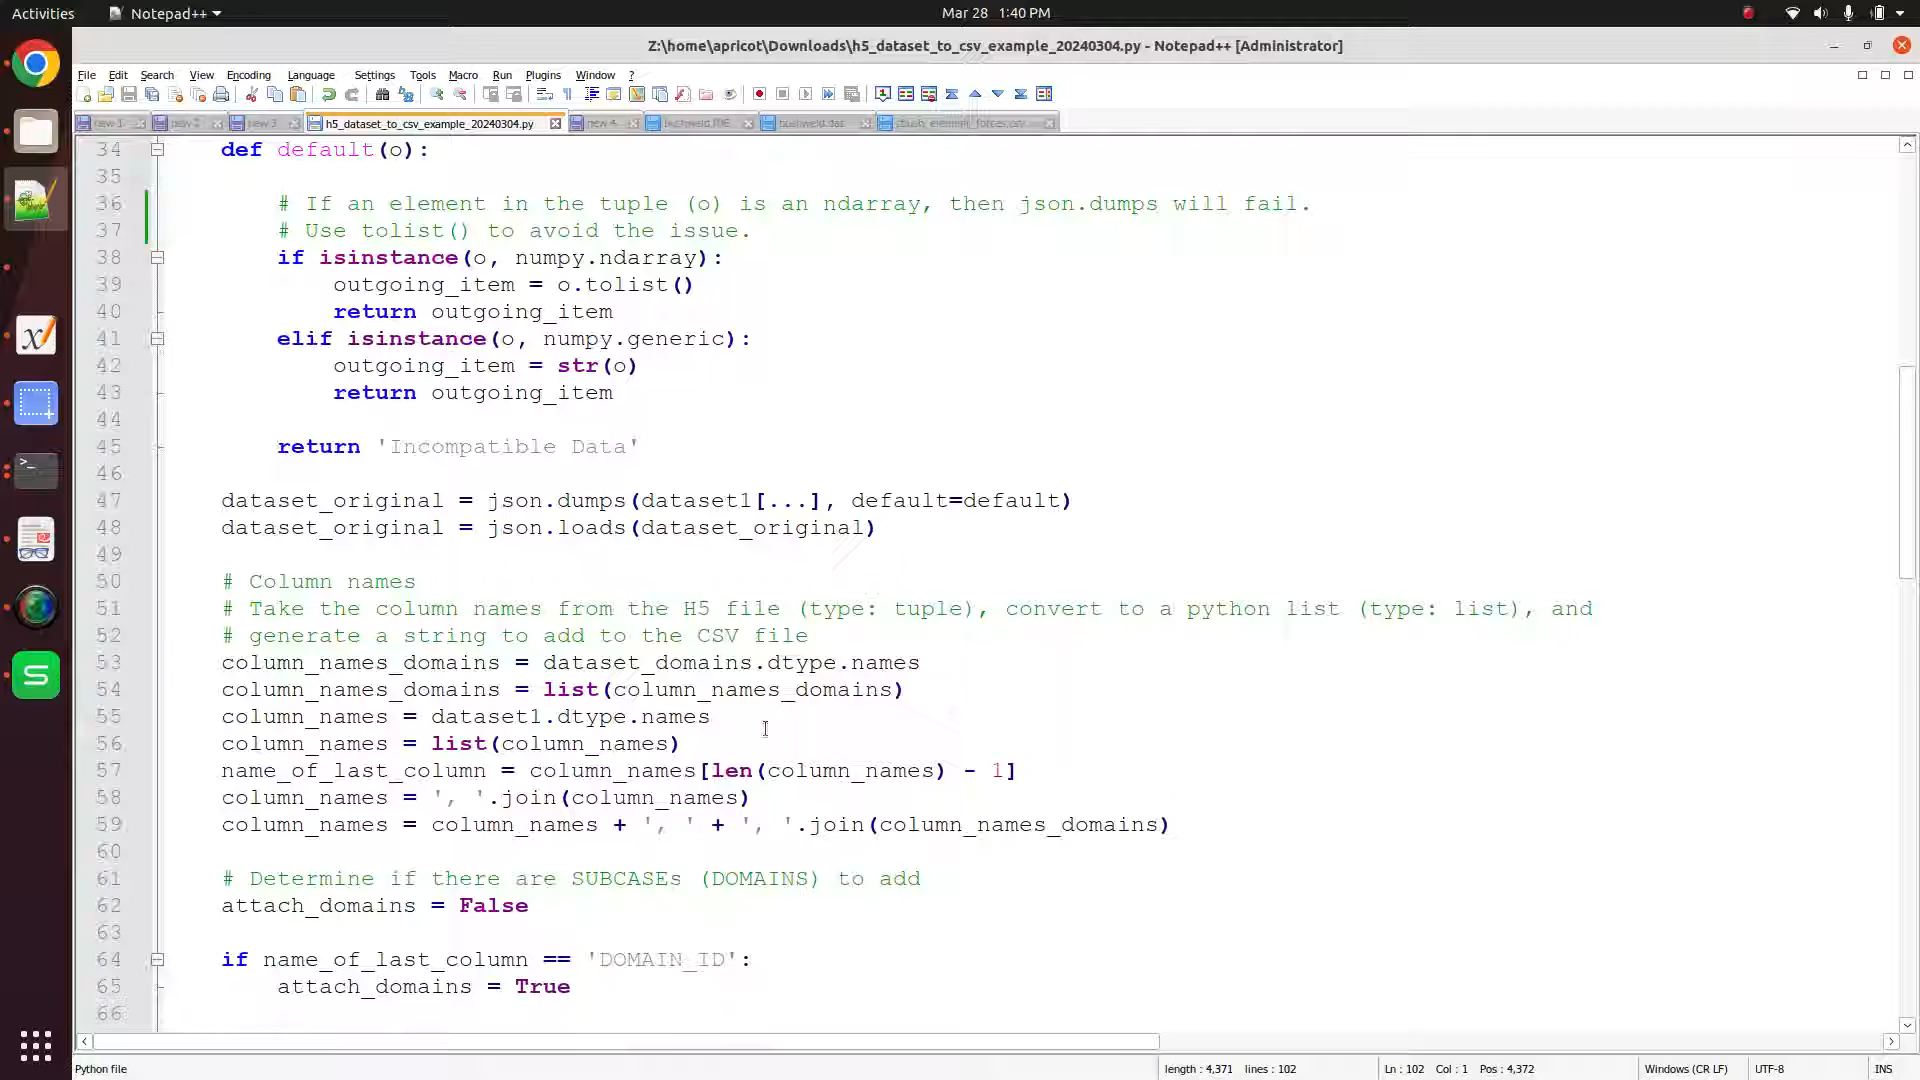 Activities
Notepad++
Mar 28 1:40 PM
Z:\home\apricot\Downloads\h5_dataset_to_csv_example_20240304.py - Notepad++ [Administrator]
File Edit Search View Encoding Language Settings Tools Macro Run Plugins Window ?
new 1 new 2 new 3 h5_dataset_to_csv_example_20240304.py new 4
34 def default(o):
35
36 # If an element in the tuple (o) is an ndarray, then json.dumps will fail.
37 # Use tolist() to avoid the issue.
38 if isinstance(o, numpy.ndarray):
39 outgoing_item = o.tolist()
40 return outgoing_item
41 elif isinstance(o, numpy.generic):
42 outgoing_item = str(o)
43 return outgoing_item
44
45 return 'Incompatible Data'
46
47 dataset_original = json.dumps(dataset1[...], default=default)
48 dataset_original = json.loads(dataset_original)
49
50 # Column names
51 # Take the column names from the H5 file (type: tuple), convert to a python list (type: list), and
52 # generate a string to add to the CSV file
53 column_names_domains = dataset_domains.dtype.names
54 column_names_domains = list(column_names_domains)
55 column_names = dataset1.dtype.names
56 column_names = list(column_names)
57 name_of_last_column = column_names[len(column_names) - 1]
58 column_names = ', '.join(column_names)
59 column_names = column_names + ', ' + ', '.join(column_names_domains)
60
61 # Determine if there are SUBCASEs (DOMAINS) to add
62 attach_domains = False
63
64 if name_of_last_column == 'DOMAIN_ID':
65 attach_domains = True
66
Python file
length : 4,371 lines : 102
Ln : 102 Col : 1 Pos : 4,372
Windows (CR LF)
UTF-8
INS